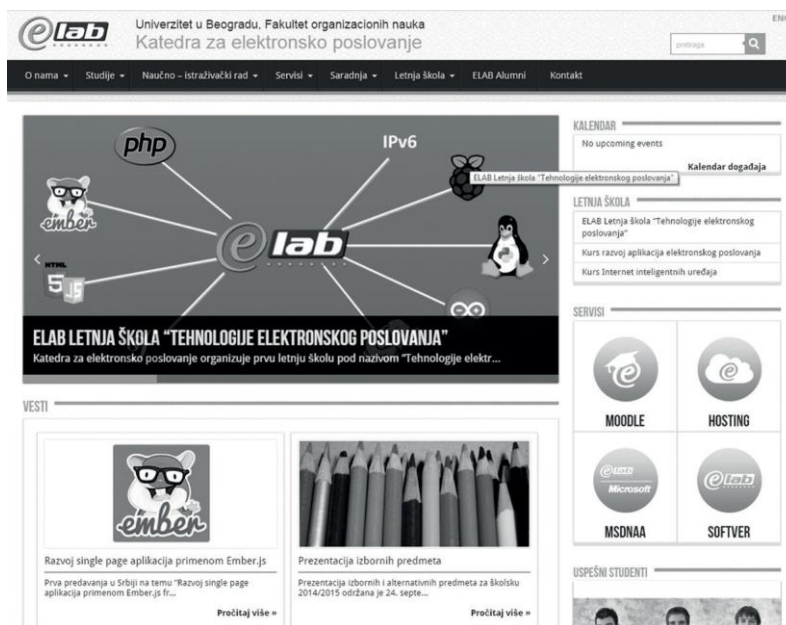 ENG
elab
Univerzitet u Beogradu, Fakultet organizacionih nauka
Katedra za elektronsko poslovanje
pretraga
O nama
Studije
Naučno – istraživački rad
Servisi
Saradnja
Letnja škola
ELAB Alumni
Kontakt
php
IPv6
ember
HTML
5
JS
elab
ELAB Letnja škola "Tehnologije elektronskog poslovanja"
ELAB LETNJA ŠKOLA "TEHNOLOGIJE ELEKTRONSKOG POSLOVANJA"
Katedra za elektronsko poslovanje organizuje prvu letnju školu pod nazivom "Tehnologije elektr...
KALENDAR
No upcoming events
Kalendar događaja
LETNJA ŠKOLA
ELAB Letnja škola "Tehnologije elektronskog
poslovanja"
Kurs razvoj aplikacija elektronskog poslovanja
Kurs Internet inteligentnih uređaja
SERVISI
MOODLE
HOSTING
elab
Microsoft
MSDNAA
elab
SOFTVER
USPEŠNI STUDENTI
VESTI
ember
Razvoj single page aplikacija primenom Ember.js
Prva predavanja u Srbiji na temu "Razvoj single page
aplikacija primenom Ember.js fr...
Pročitaj više »
Prezentacija izbornih predmeta
Prezentacija izbornih i alternativnih predmeta za školsku
2014/2015 održana je 24. septe...
Pročitaj više »